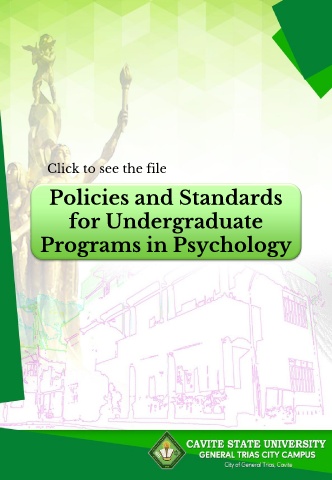 Click to see the file
Policies and Standards
for Undergraduate
Programs in Psychology
CAVITE STATE UNIVERSITY
GENERAL TRIAS CITY CAMPUS
City of General Trias, Cavite